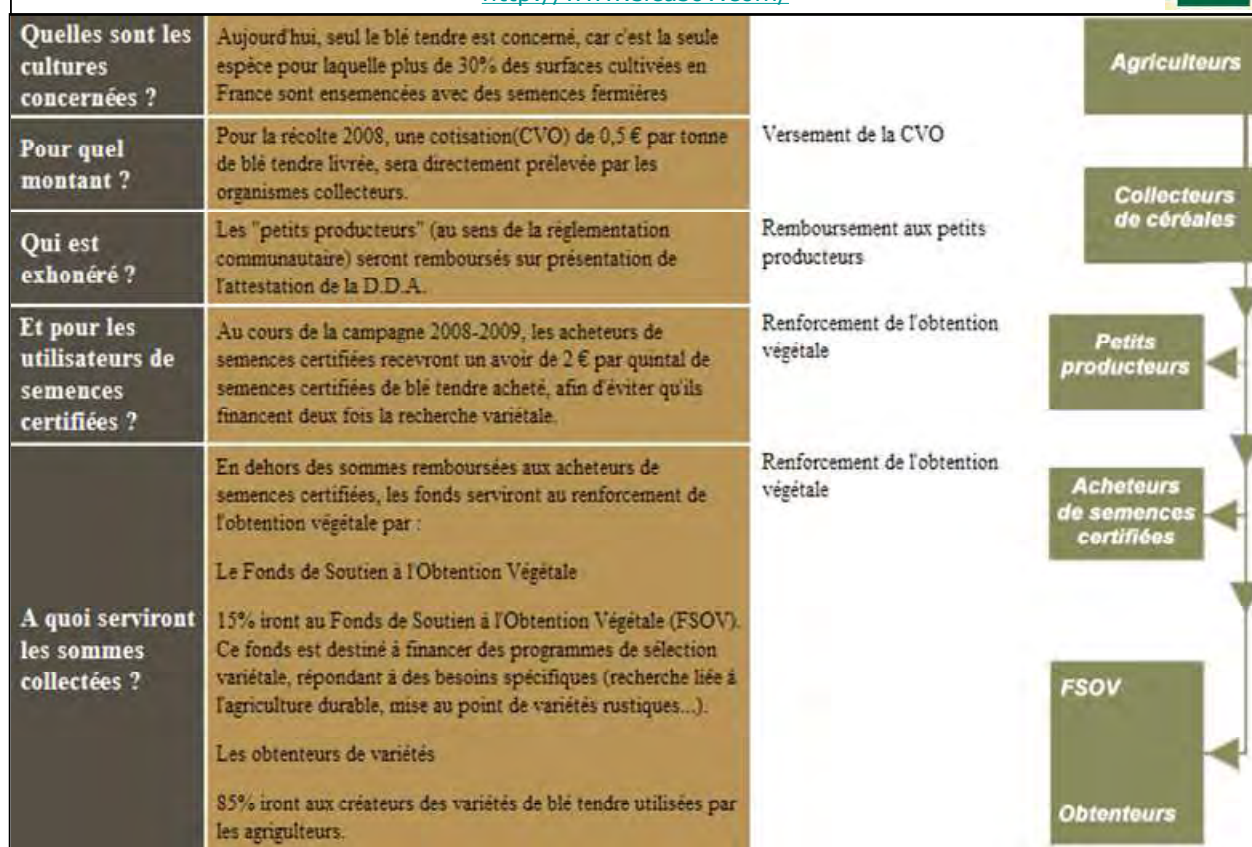 Quelles sont les
cultures
concernées ?
Aujourd'hui, seul le blé tendre est concerné, car c'est la seule
espèce pour laquelle plus de 30% des surfaces cultivées en
France sont ensemencées avec des semences fermières
Agriculteurs
Pour quel
montant ?
Pour la récolte 2008, une cotisation(CVO) de 0,5 € par tonne
de blé tendre livrée, sera directement prélevée par les
organismes collecteurs.
Versement de la CVO
Collecteurs
de céréales
Qui est
exhonéré ?
Les "petits producteurs" (au sens de la réglementation
communautaire) seront remboursés sur présentation de
l'attestation de la D.D.A.
Remboursement aux petits
producteurs
Et pour les
utilisateurs de
semences
certifiées ?
Au cours de la campagne 2008-2009, les acheteurs de
semences certifiées recevront un avoir de 2 € par quintal de
semences certifiées de blé tendre acheté, afin d'éviter qu'ils
financent deux fois la recherche variétale.
Renforcement de l'obtention
végétale
Petits
producteurs
A quoi serviront
les sommes
collectées ?
En dehors des sommes remboursées aux acheteurs de
semences certifiées, les fonds serviront au renforcement de
l'obtention végétale par :
Le Fonds de Soutien à l'Obtention Végétale
15% iront au Fonds de Soutien à l'Obtention Végétale (FSOV).
Ce fonds est destiné à financer des programmes de sélection
variétale, répondant à des besoins spécifiques (recherche liée à
l'agriculture durable, mise au point de variétés rustiques...).
Les obtenteurs de variétés
85% iront aux créateurs des variétés de blé tendre utilisées par
les agrigulteurs.
Renforcement de l'obtention
végétale
Acheteurs
de semences
certifiées
FSOV
Obtenteurs